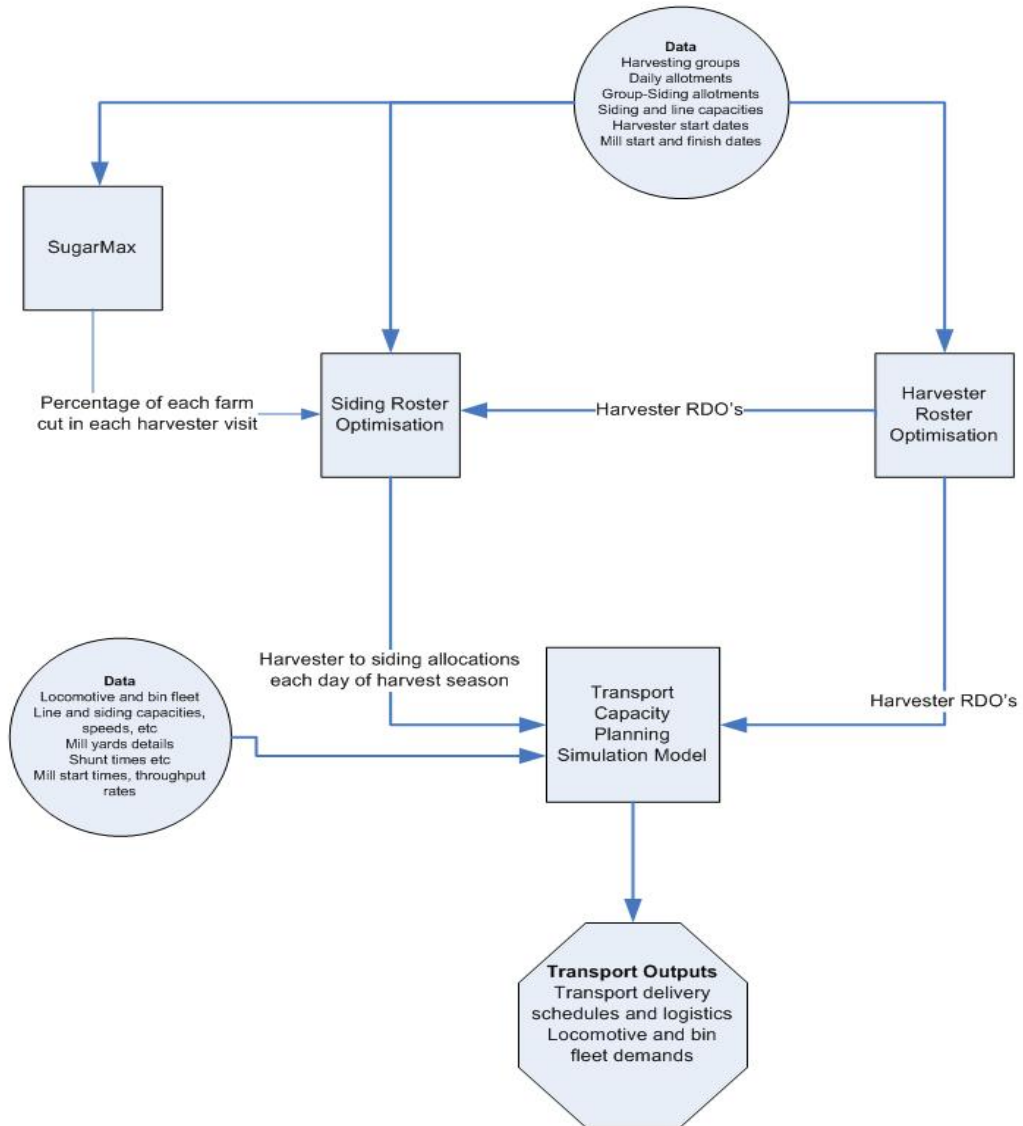 Data
Harvesting groups
Daily allotments
Group-Siding allotments
Siding and line capacities
Harvester start dates
Mill start and finish dates
SugarMax
Percentage of each farm
cut in each harvester visit
Siding Roster
Optimisation
Harvester RDO's
Harvester
Roster
Optimisation
Data
Locomotive and bin fleet
Line and siding capacities,
speeds, etc
Mill yards details
Shunt times etc
Mill start times, throughput
rates
Harvester to siding allocations
each day of harvest season
Transport
Capacity
Planning
Simulation Model
Harvester RDO's
Transport Outputs
Transport delivery
schedules and logistics
Locomotive and bin
fleet demands